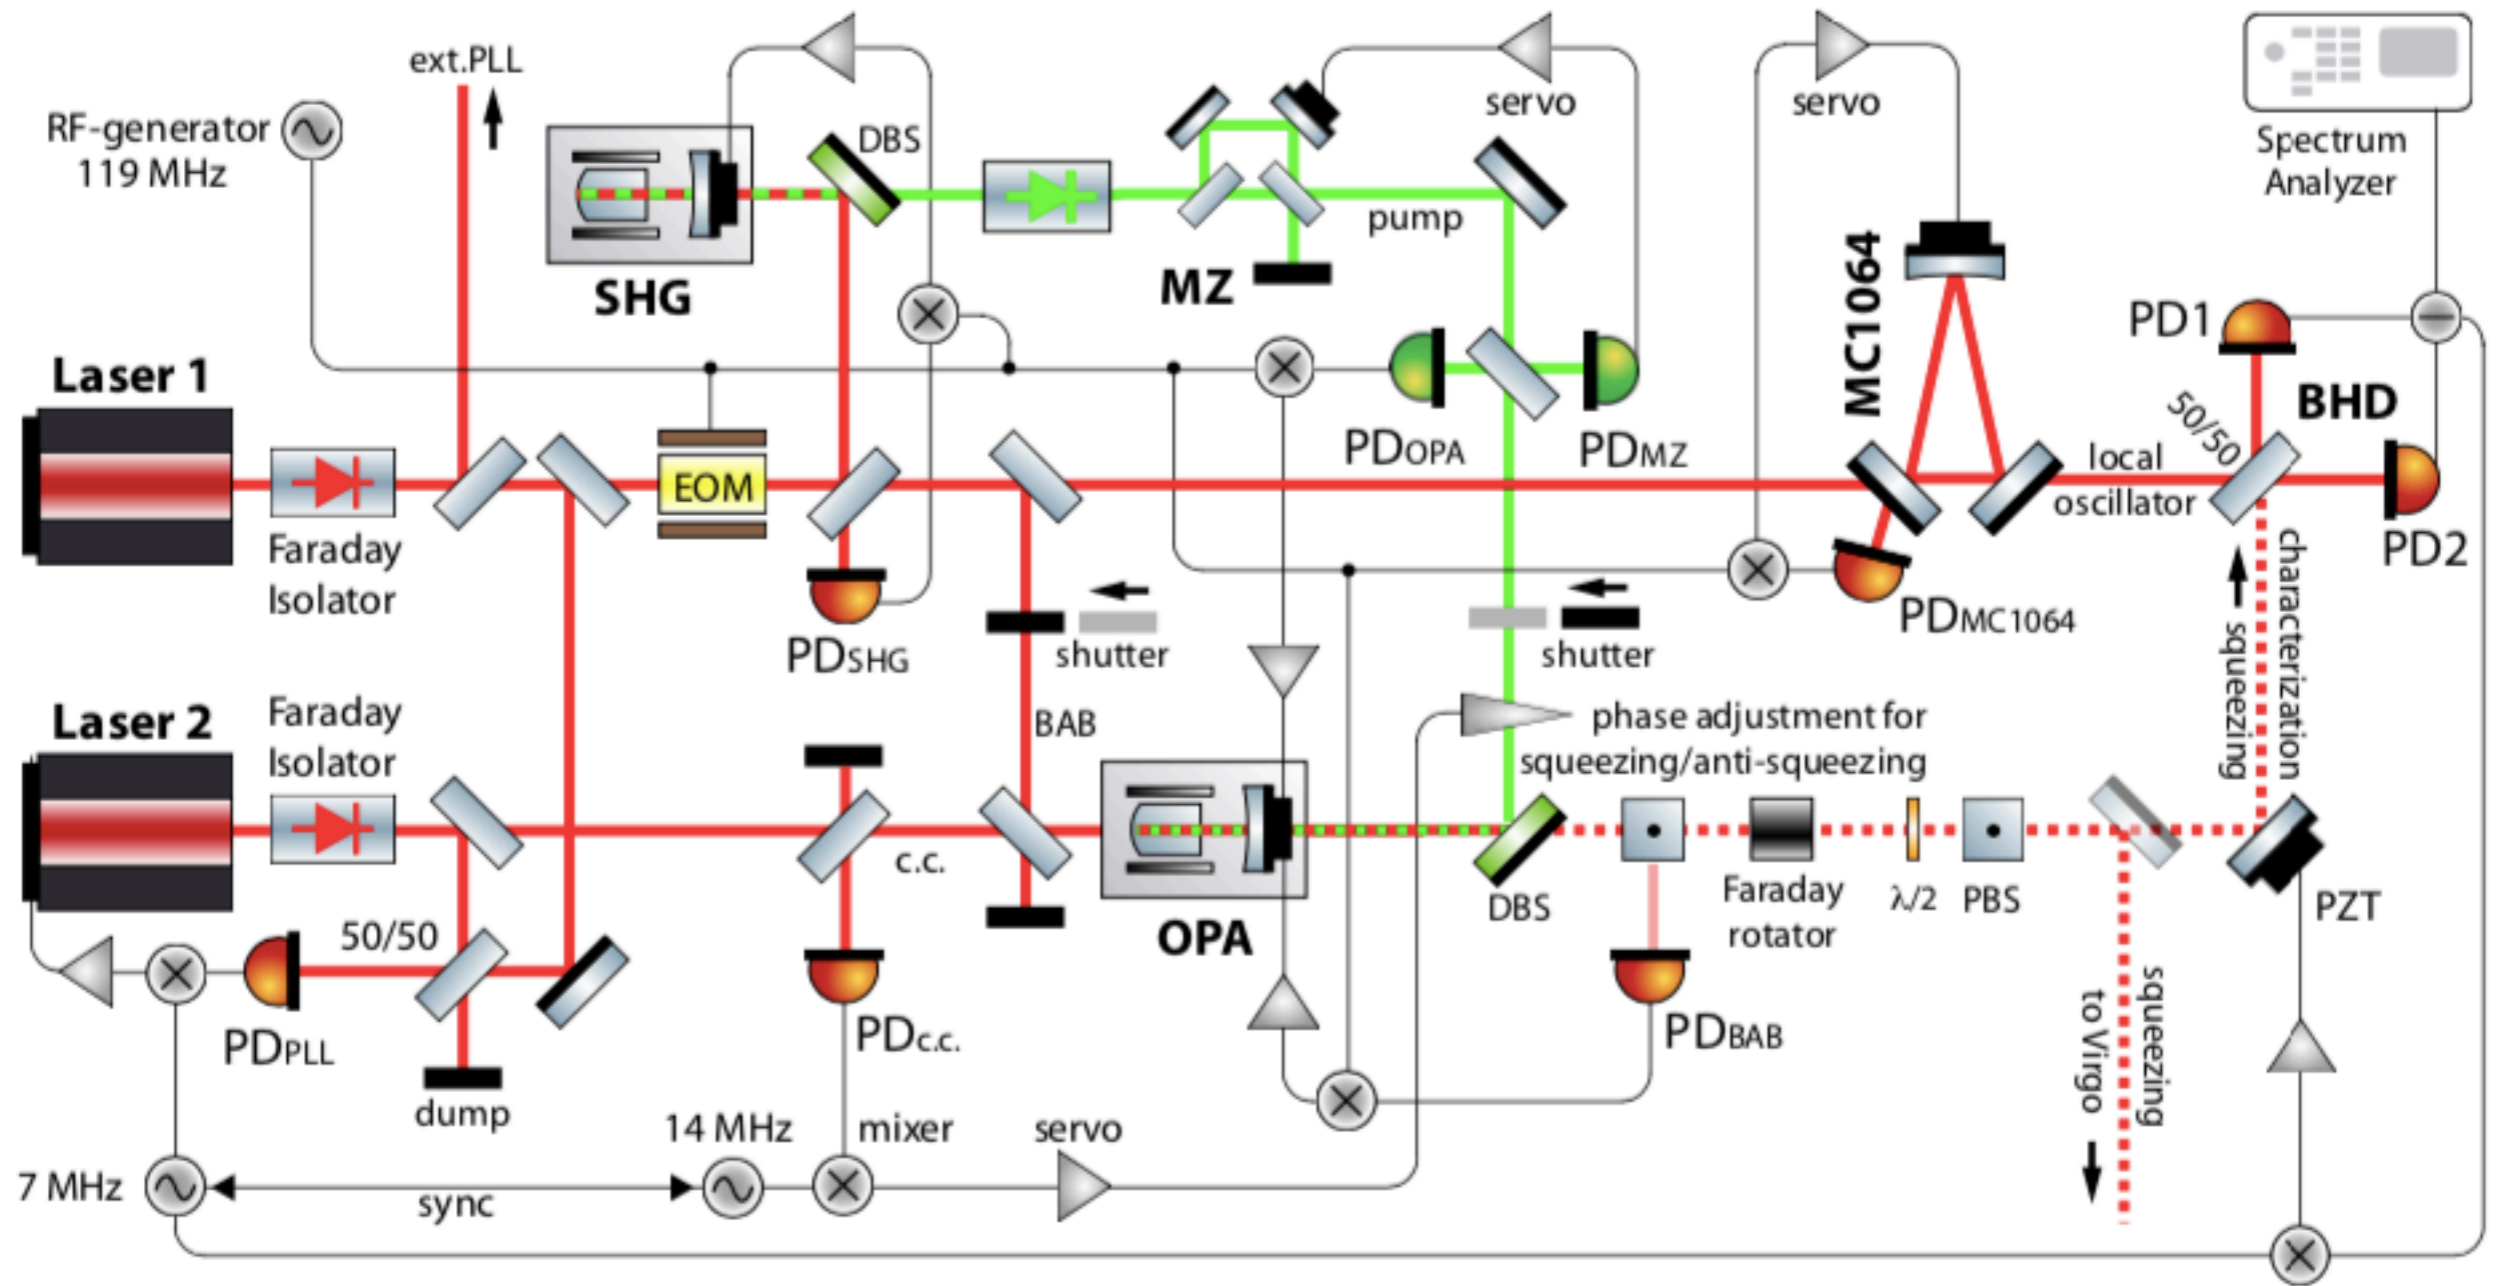 ext.PLL
RF-generator
119 MHz
DBS
servo
servo
Spectrum
Analyzer
SHG
MZ
pump
MC1064
PD1
BHD
Laser 1
Faraday
Isolator
EOM
PDOPA
PDMZ
local
oscillator
50/50
PD2
PDSHG
shutter
shutter
PDMC1064
characterization
squeezing
Laser 2
Faraday
Isolator
BAB
phase adjustment for
squeezing/anti-squeezing
c.c.
OPA
DBS
Faraday
rotator
λ/2
PBS
PZT
50/50
PDPLL
PDc.c.
PDBAB
squeezing
to Virgo
dump
14 MHz
mixer
servo
7 MHz
sync